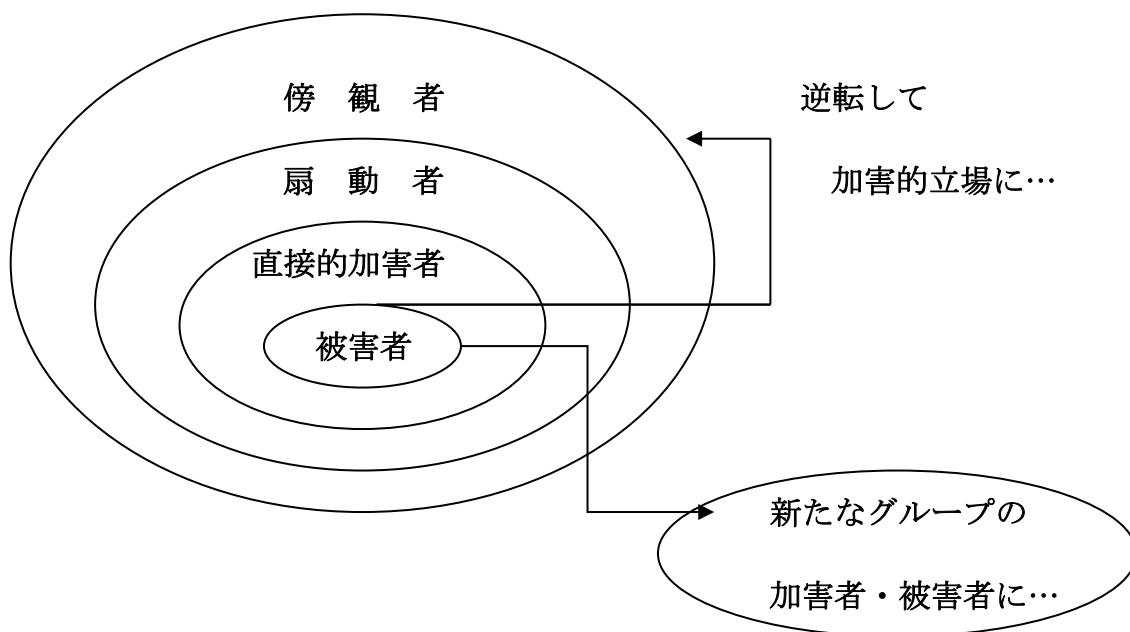 傍　観　者
逆転して
扇　動　者
加害的立場に…
直接的加害者
被害者
新たなグループの
加害者・被害者に…